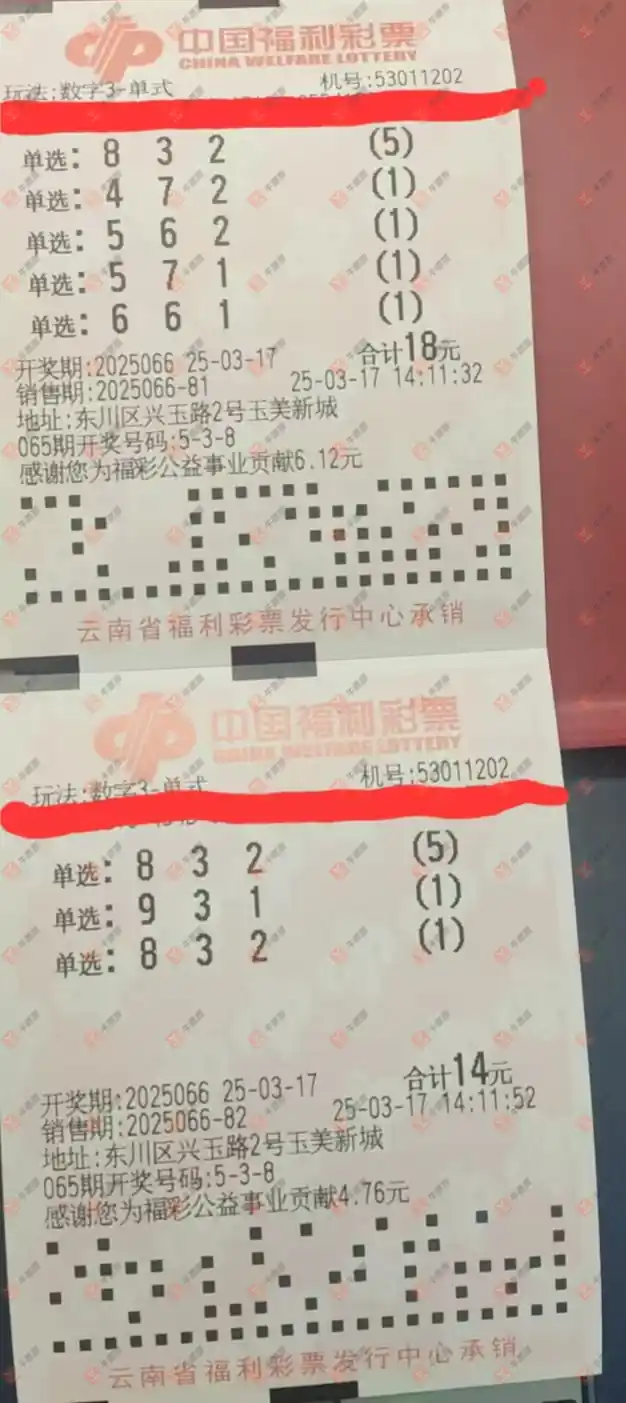 中国福利彩票
CHINA WELFARE LOTTERY
玩法:数字3-单式 机号:53011202
单选: 8 3 2 (5)
单选: 4 7 2 (1)
单选: 5 6 2 (1)
单选: 5 7 1 (1)
单选: 6 6 1 (1)
开奖期:2025066 25-03-17 合计18元
销售期:2025066-81 25-03-17 14:11:32
地址:东川区兴玉路2号玉美新城
065期开奖号码:5-3-8
感谢您为福彩公益事业贡献6.12元
云南省福利彩票发行中心承销
中国福利彩票
CHINA WELFARE LOTTERY
玩法:数字3-单式 机号:53011202
单选: 8 3 2 (5)
单选: 9 3 1 (1)
单选: 8 3 2 (1)
开奖期:2025066 25-03-17 合计14元
销售期:2025066-82 25-03-17 14:11:52
地址:东川区兴玉路2号玉美新城
065期开奖号码:5-3-8
感谢您为福彩公益事业贡献4.76元
云南省福利彩票发行中心承销